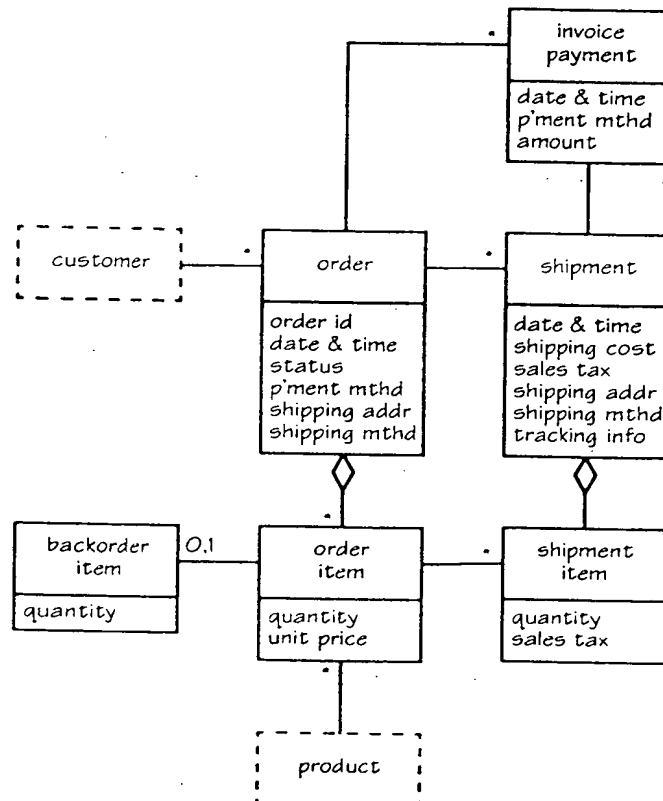 invoice
payment
date & time
p'ment mthd
amount
*
customer
*
order
*
shipment
order id
date & time
status
p'ment mthd
shipping addr
shipping mthd
date & time
shipping cost
sales tax
shipping addr
shipping mthd
tracking info
*
backorder
item
0,1
order
item
*
shipment
item
quantity
quantity
unit price
quantity
sales tax
*
product